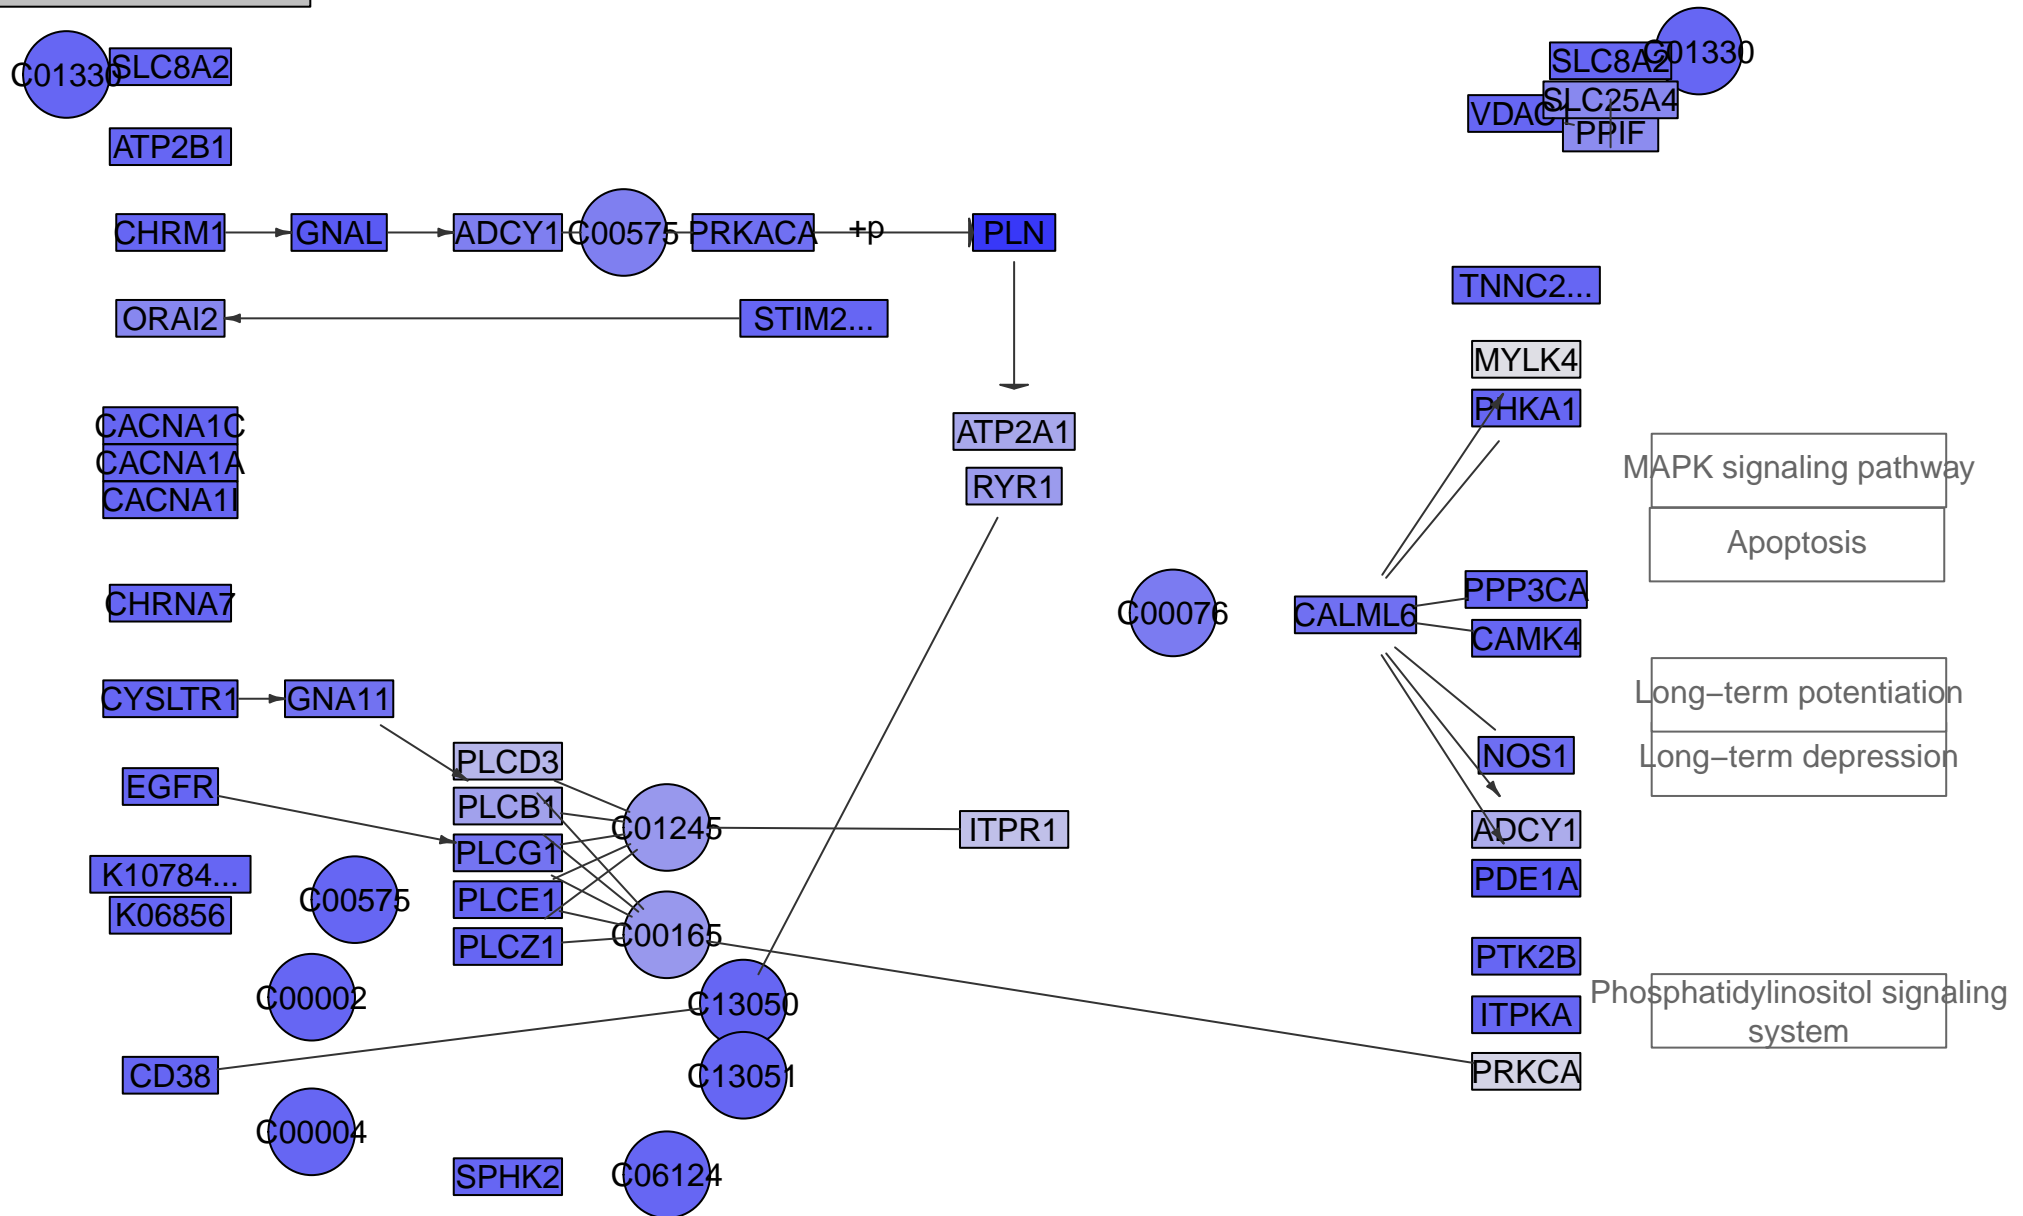 C01330
SLC8A2
SLC8A2
C01330
SLC25A4
VDAC1
PPIF
ATP2B1
CHRM1
GNAL
ADCY1
C00575
PRKACA
+p
PLN
TNNC2...
ORAI2
STIM2...
MYLK4
PHKA1
CACNA1C
CACNA1A
CACNA1I
ATP2A1
RYR1
MAPK signaling pathway
Apoptosis
CHRNA7
C00076
CALML6
PPP3CA
CAMK4
CYSLTR1
GNA11
Long−term potentiation
Long−term depression
NOS1
PLCD3
EGFR
PLCB1
PLCG1
C01245
ITPR1
ADCY1
PDE1A
K10784...
K06856
C00575
PLCE1
PLCZ1
C00165
PTK2B
C00002
C13050
ITPKA
Phosphatidylinositol signaling
system
CD38
C13051
PRKCA
C00004
SPHK2
C06124